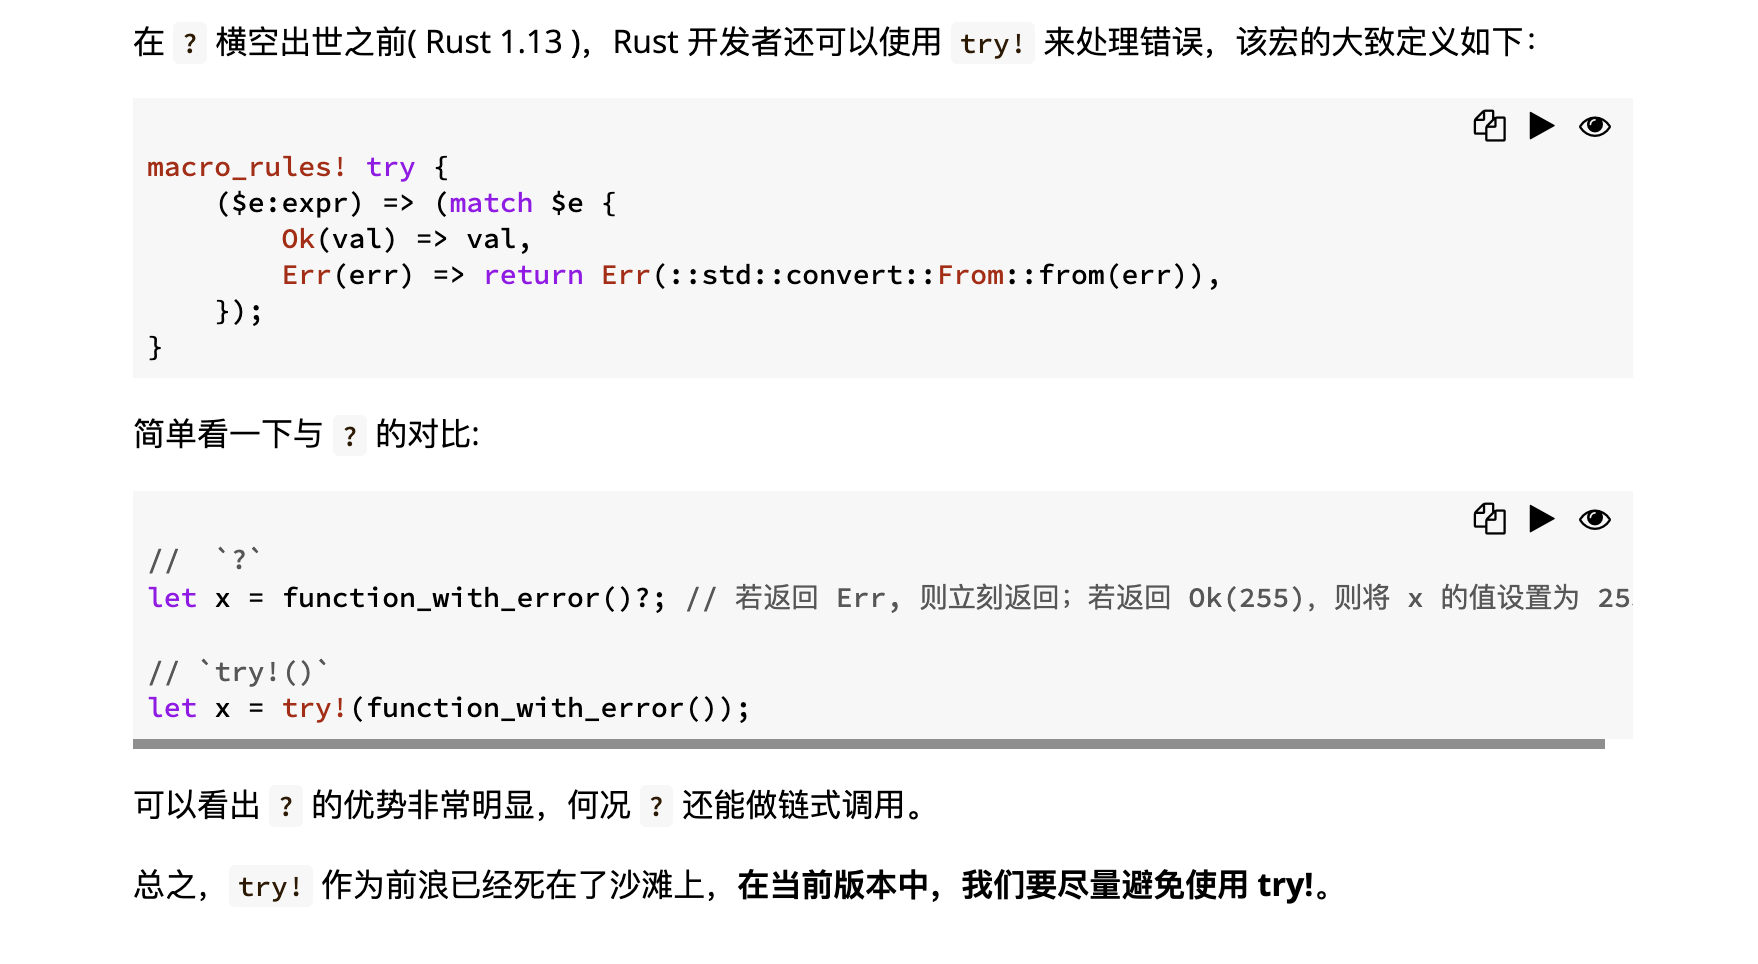 在 ? 横空出世之前( Rust 1.13 )，Rust 开发者还可以使用 try! 来处理错误，该宏的大致定义如下：
macro_rules! try {
    ($e:expr) => (match $e {
        Ok(val) => val,
        Err(err) => return Err(::std::convert::From::from(err)),
    });
}
简单看一下与 ? 的对比:
//  `?`
let x = function_with_error()?; // 若返回 Err, 则立刻返回；若返回 Ok(255)，则将 x 的值设置为 25
// `try!()`
let x = try!(function_with_error());
可以看出 ? 的优势非常明显，何况 ? 还能做链式调用。
总之，try! 作为前浪已经死在了沙滩上，在当前版本中，我们要尽量避免使用 try!。